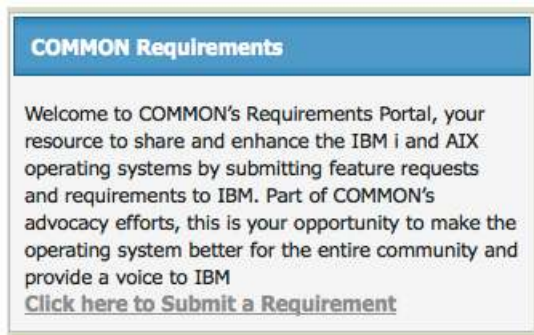 COMMON Requirements
Welcome to COMMON's Requirements Portal, your
resource to share and enhance the IBM i and AIX
operating systems by submitting feature requests
and requirements to IBM. Part of COMMON's
advocacy efforts, this is your opportunity to make the
operating system better for the entire community and
provide a voice to IBM
Click here to Submit a Requirement